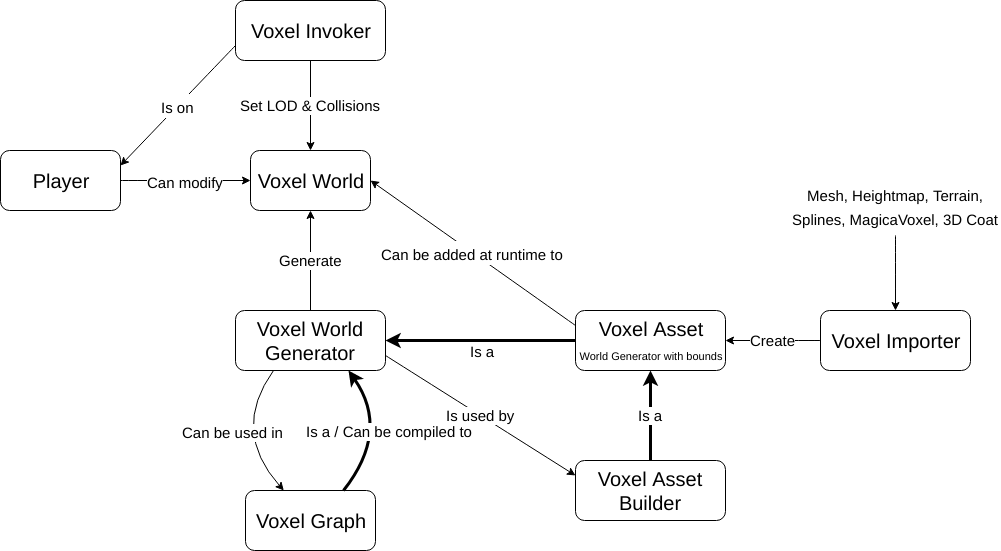 Voxel Invoker
Is on
Set LOD & Collisions
Player
Can modify
Voxel World
Mesh, Heightmap, Terrain,
Splines, MagicaVoxel, 3D Coat
Generate
Can be added at runtime to
Voxel World
Generator
Is a
Voxel Asset
World Generator with bounds
Create
Voxel Importer
Can be used in
Is a / Can be compiled to
Is used by
Is a
Voxel Graph
Voxel Asset
Builder